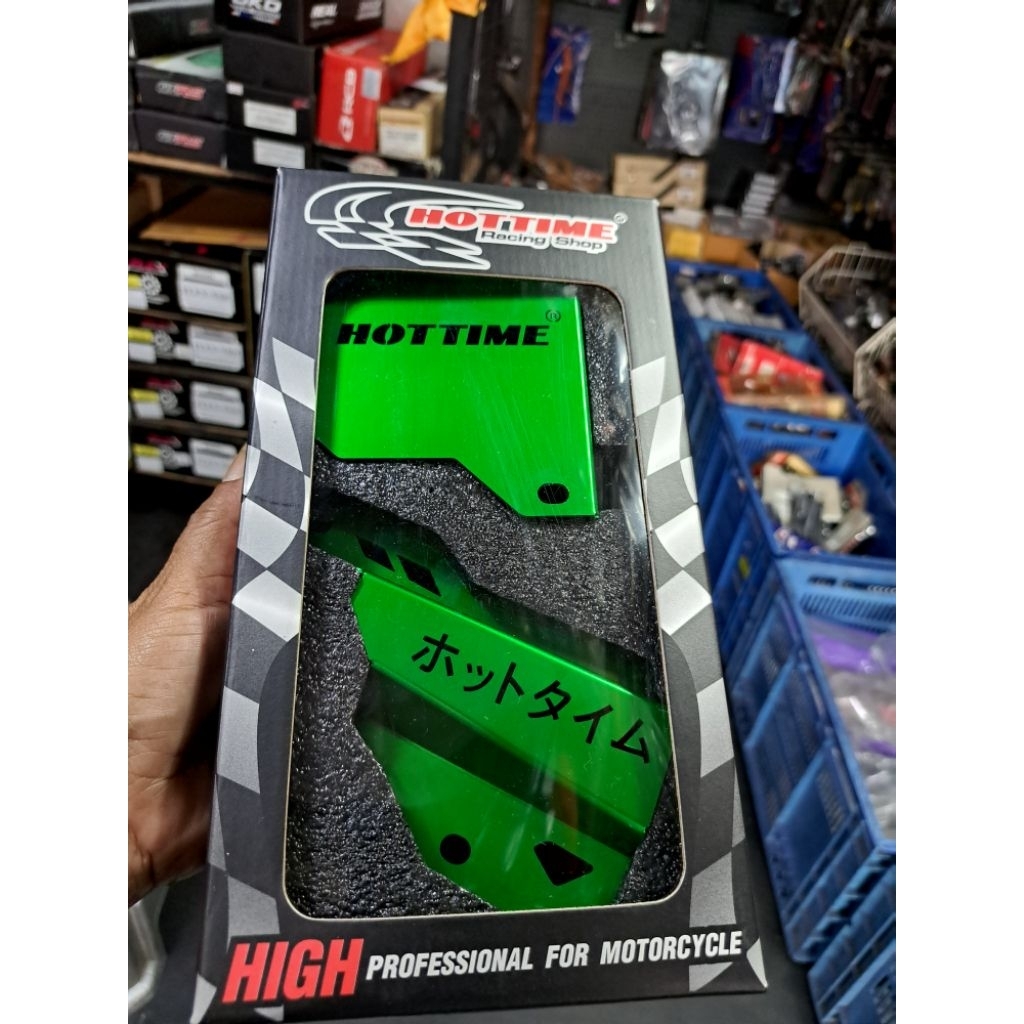 HOTTIME®
Racing Shop
HOTTIME®
ホットタイム
HIGH PROFESSIONAL FOR MOTORCYCLE